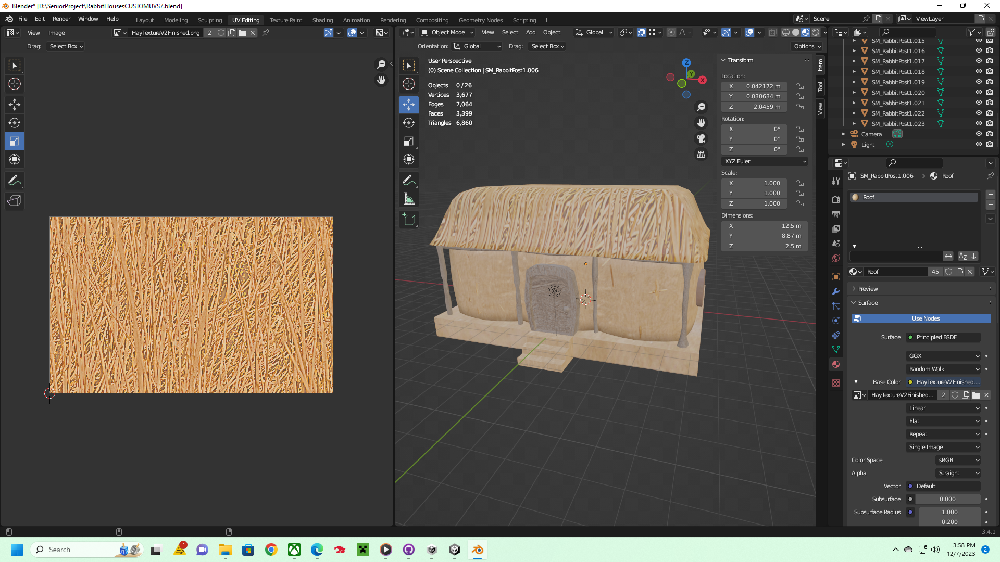 Blender* [D:\SeniorProject\RabbitHousesCUSTOMUVS7.blend]
File Edit Render Window Help Layout Modeling Sculpting UV Editing Texture Paint Shading Animation Rendering Compositing Geometry Nodes Scripting Scene ViewLayer
View Image HayTextureV2Finished.png 2 Object Mode View Select Add Object Global
Drag: Select Box Orientation: Global Drag: Select Box Options
User Perspective
(0) Scene Collection | SM_RabbitPost1.006
Objects 0 / 26
Vertices 3,677
Edges 7,064
Faces 3,399
Triangles 6,860
Z
Y
X
Transform
Location:
X 0.042172 m
Y 0.030634 m
Z 2.0459 m
Rotation:
X 0°
Y 0°
Z 0°
XYZ Euler
Scale:
X 1.000
Y 1.000
Z 1.000
Dimensions:
X 12.5 m
Y 8.87 m
Z 2.5 m
Item
Tool
View
SM_RabbitPost1.015
SM_RabbitPost1.016
SM_RabbitPost1.017
SM_RabbitPost1.018
SM_RabbitPost1.019
SM_RabbitPost1.020
SM_RabbitPost1.021
SM_RabbitPost1.022
SM_RabbitPost1.023
Camera
Light
SM_RabbitPost1.006 Roof
Roof
AZ
Roof 45
Preview
Surface
Use Nodes
Surface Principled BSDF
GGX
Random Walk
Base Color HayTextureV2Finished....
HayTextureV2Finished... 2
Linear
Flat
Repeat
Single Image
Color Space sRGB
Alpha Straight
Vector Default
Subsurface 0.000
Subsurface Radius 1.000
0.200
3.4.1
Search
1
3:58 PM
12/7/2023
2